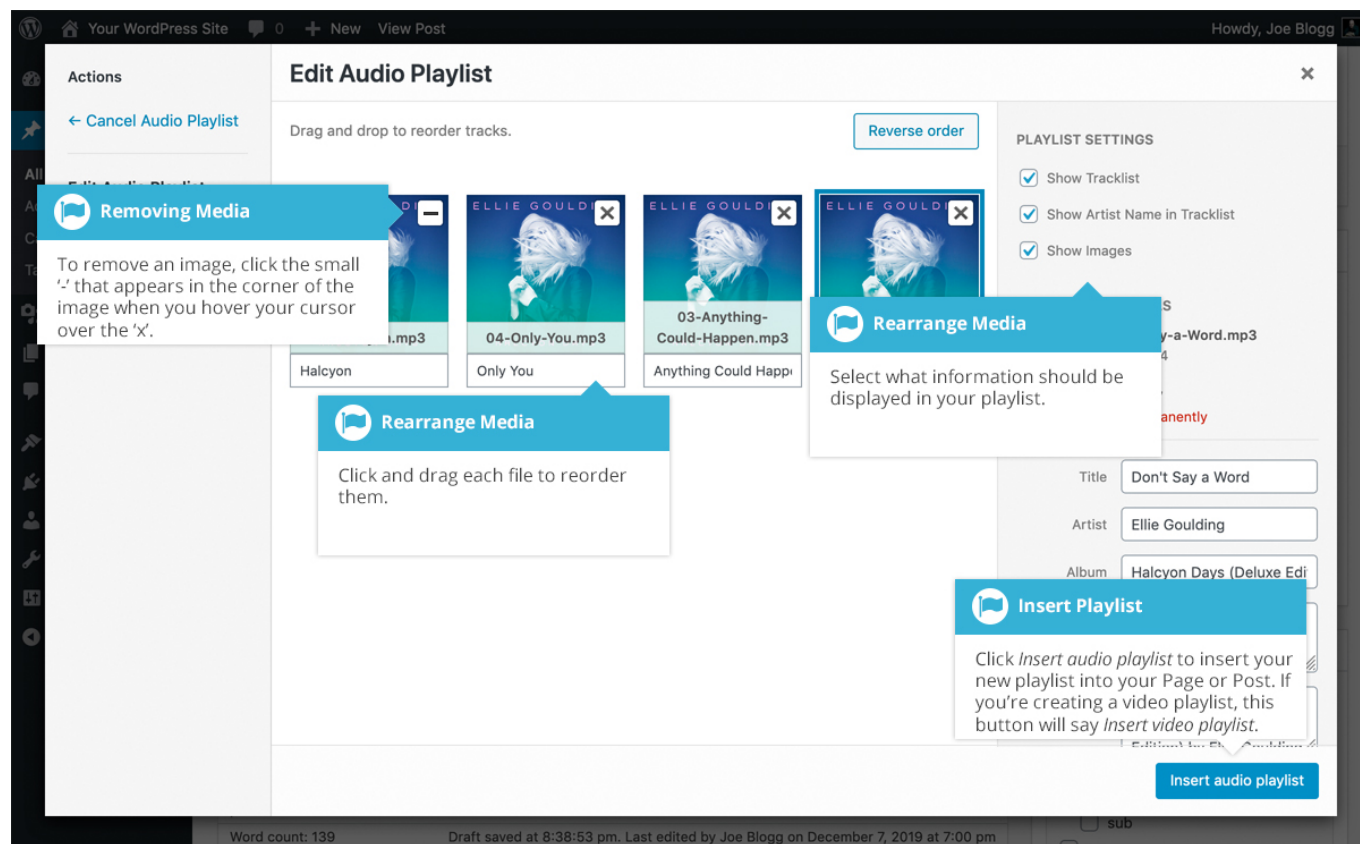 Your WordPress Site 0 + New View Post Howdy, Joe Blogg
Actions
← Cancel Audio Playlist
Edit Audio Playlist
Edit Audio Playlist ×
Drag and drop to reorder tracks.
Reverse order
Removing Media
To remove an image, click the small
‘-’ that appears in the corner of the
image when you hover your cursor
over the ‘x’.
All
ELLIE GOULDI
ELLIE GOULDI
ELLIE GOULDI
.mp3
04-Only-You.mp3
03-Anything-
Could-Happen.mp3
Halcyon
Only You
Anything Could Happ
Rearrange Media
Click and drag each file to reorder
them.
PLAYLIST SETTINGS
Show Tracklist
Show Artist Name in Tracklist
Show Images
Rearrange Media
Select what information should be
displayed in your playlist.
y-a-Word.mp3
anently
Title Don't Say a Word
Artist Ellie Goulding
Album Halcyon Days (Deluxe Edi
Insert Playlist
Click Insert audio playlist to insert your
new playlist into your Page or Post. If
you’re creating a video playlist, this
button will say Insert video playlist.
Insert audio playlist
sub
Word count: 139 Draft saved at 8:38:53 pm. Last edited by Joe Blogg on December 7, 2019 at 7:00 pm